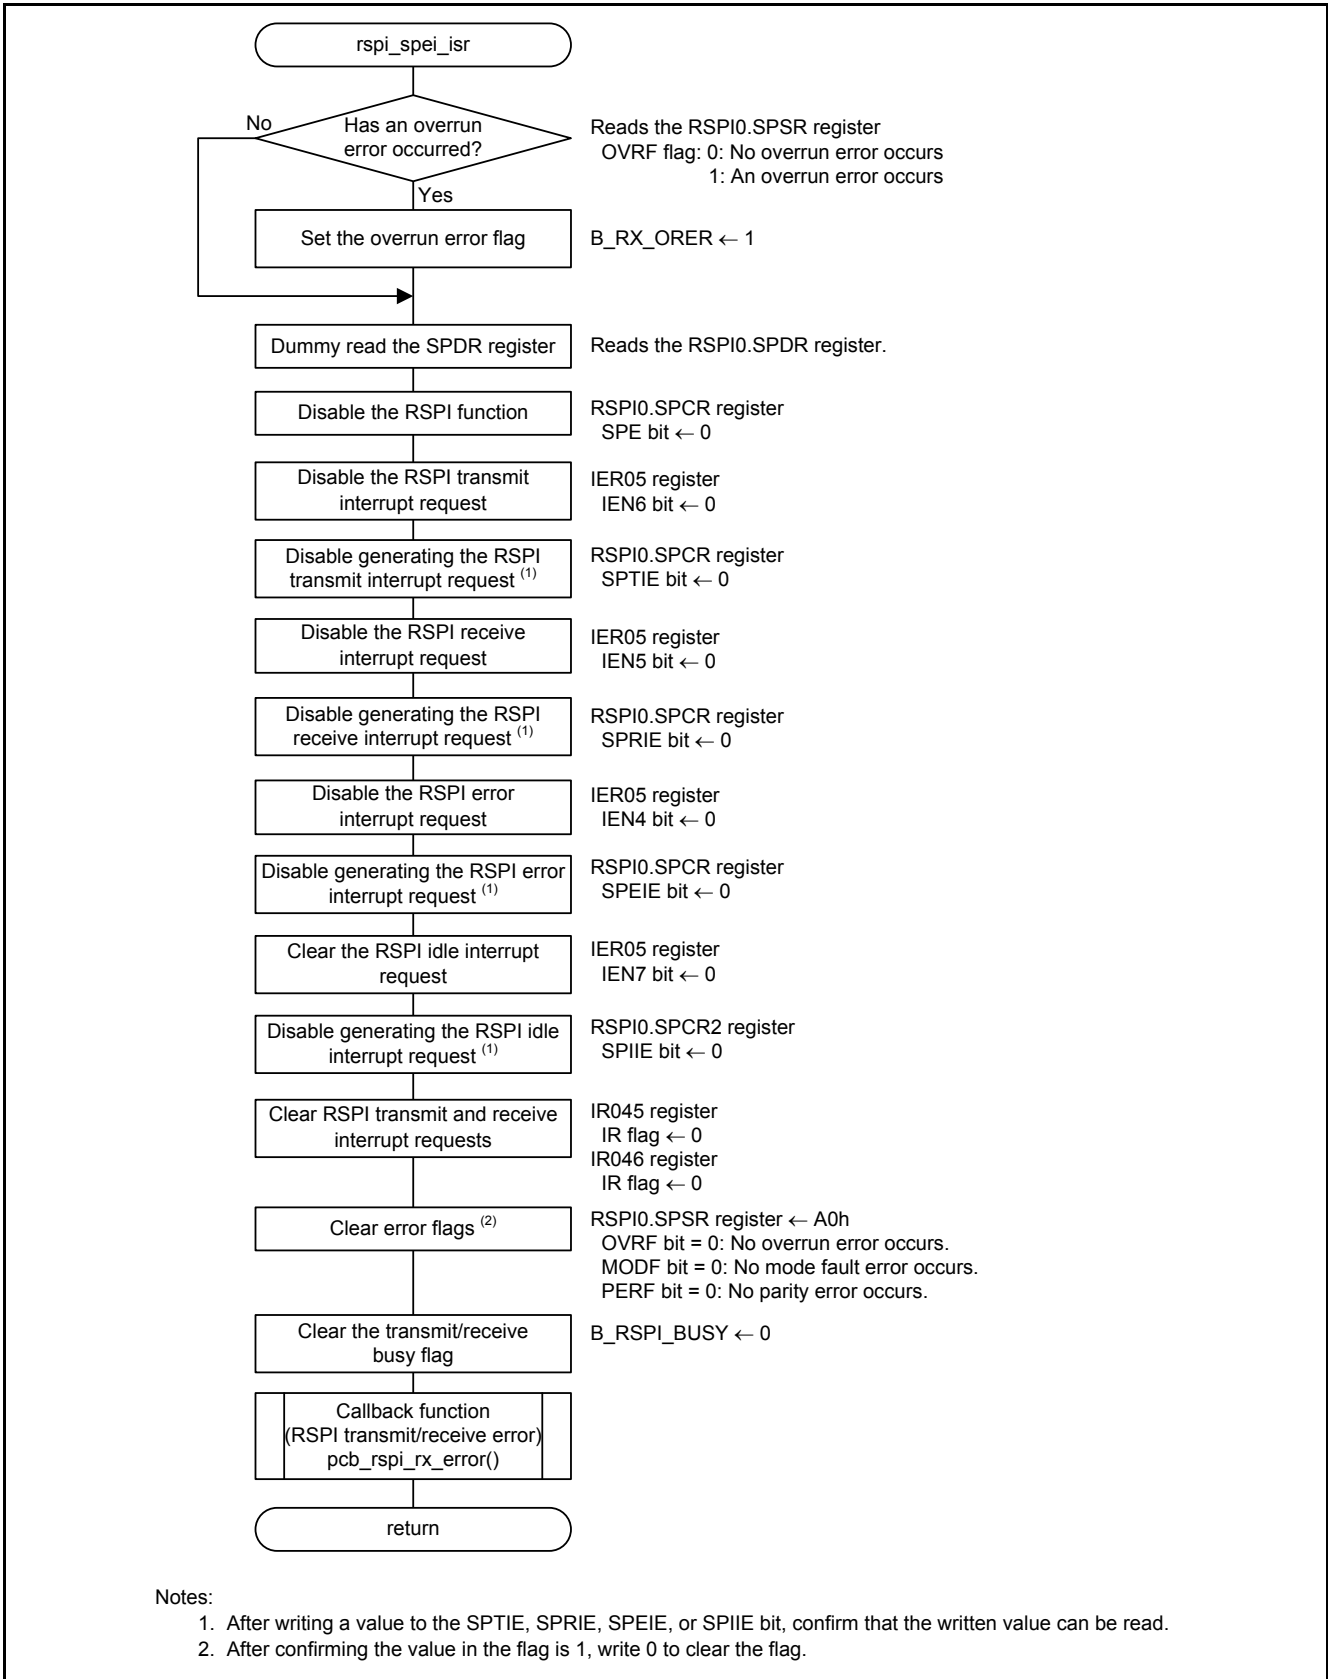 rspi_spei_isr
No
Has an overrun
error occurred?
Reads the RSPI0.SPSR register
OVRF flag: 0: No overrun error occurs
1: An overrun error occurs
Yes
Set the overrun error flag
B_RX_ORER ← 1
Dummy read the SPDR register
Reads the RSPI0.SPDR register.
Disable the RSPI function
RSPI0.SPCR register
SPE bit ← 0
Disable the RSPI transmit
interrupt request
IER05 register
IEN6 bit ← 0
Disable generating the RSPI
transmit interrupt request (1)
RSPI0.SPCR register
SPTIE bit ← 0
Disable the RSPI receive
interrupt request
IER05 register
IEN5 bit ← 0
Disable generating the RSPI
receive interrupt request (1)
RSPI0.SPCR register
SPRIE bit ← 0
Disable the RSPI error
interrupt request
IER05 register
IEN4 bit ← 0
Disable generating the RSPI error
interrupt request (1)
RSPI0.SPCR register
SPEIE bit ← 0
Clear the RSPI idle interrupt
request
IER05 register
IEN7 bit ← 0
Disable generating the RSPI idle
interrupt request (1)
RSPI0.SPCR2 register
SPIIE bit ← 0
Clear RSPI transmit and receive
interrupt requests
IR045 register
IR flag ← 0
IR046 register
IR flag ← 0
Clear error flags (2)
RSPI0.SPSR register ← A0h
OVRF bit = 0: No overrun error occurs.
MODF bit = 0: No mode fault error occurs.
PERF bit = 0: No parity error occurs.
Clear the transmit/receive
busy flag
B_RSPI_BUSY ← 0
Callback function
(RSPI transmit/receive error)
pcb_rspi_rx_error()
return
Notes:
1. After writing a value to the SPTIE, SPRIE, SPEIE, or SPIIE bit, confirm that the written value can be read.
2. After confirming the value in the flag is 1, write 0 to clear the flag.